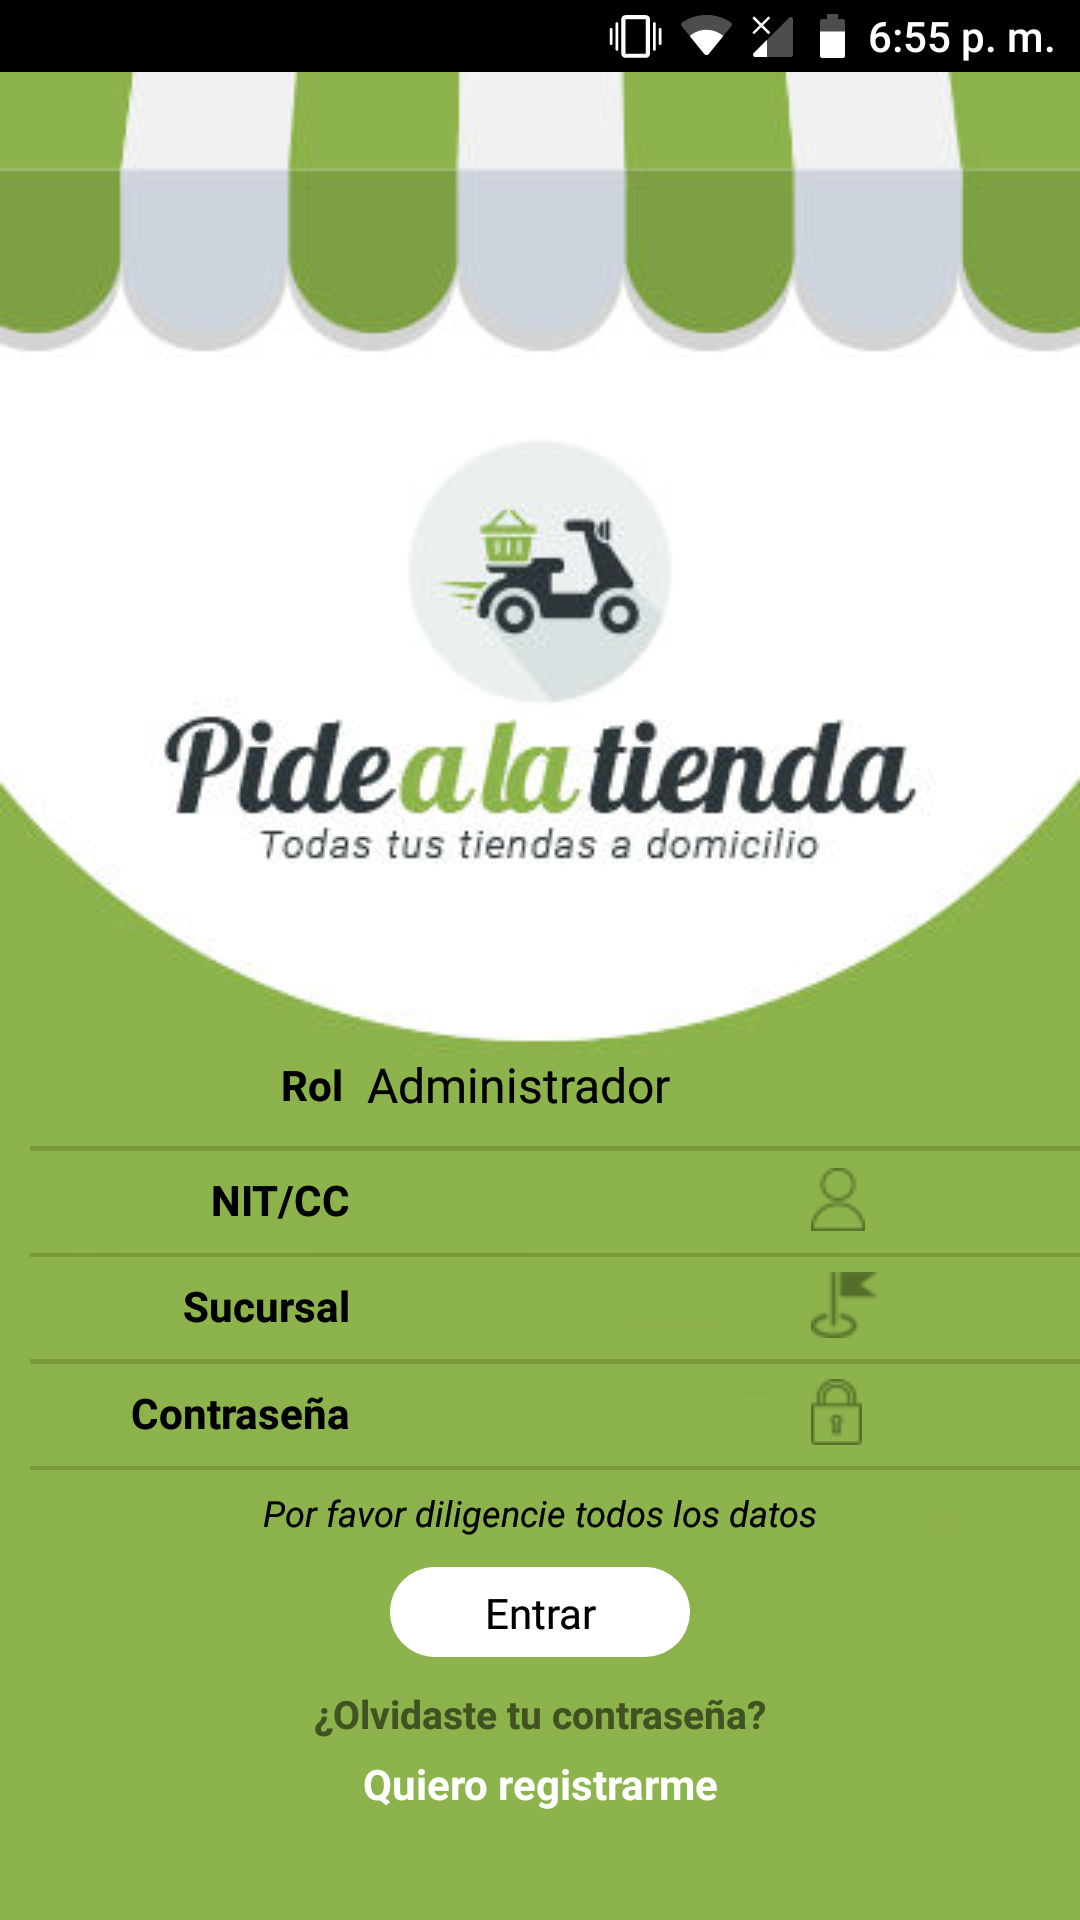 6:55 p. m.
Pide a la tienda
Todas tus tiendas a domicilio
Rol Administrador
NIT/CC
Sucursal
Contraseña
Por favor diligencie todos los datos
Entrar
¿Olvidaste tu contraseña?
Quiero registrarme